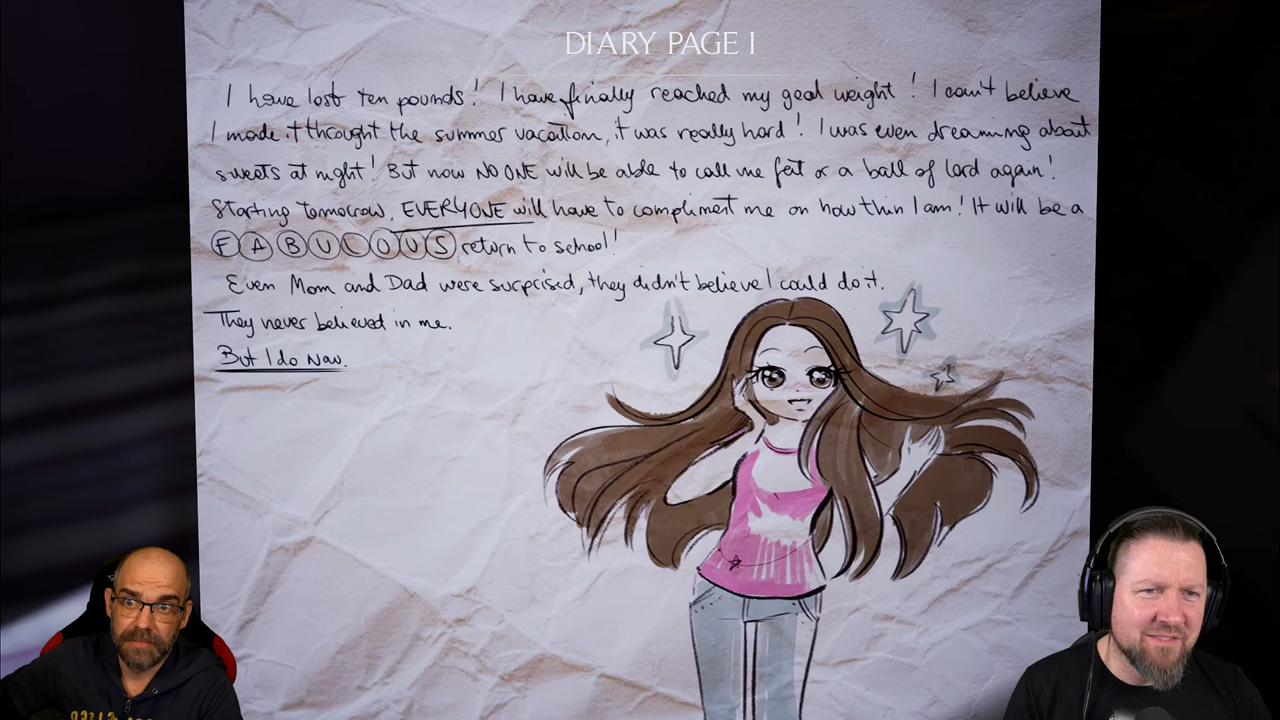 DIARY PAGE I
I have lost ten pounds! I have finally reached my goal weight! I can't believe
I made it throught the summer vacation, it was really hard! I was even dreaming about
sweets at night! But now NO ONE will be able to call me fat or a ball of lard again!
Starting tomorrow, EVERYONE will have to compliment me on how thin I am! It will be a
FABULOUS return to school!
Even Mom and Dad were surprised, they didn't believe I could do it.
They never believed in me.
But I do Now.